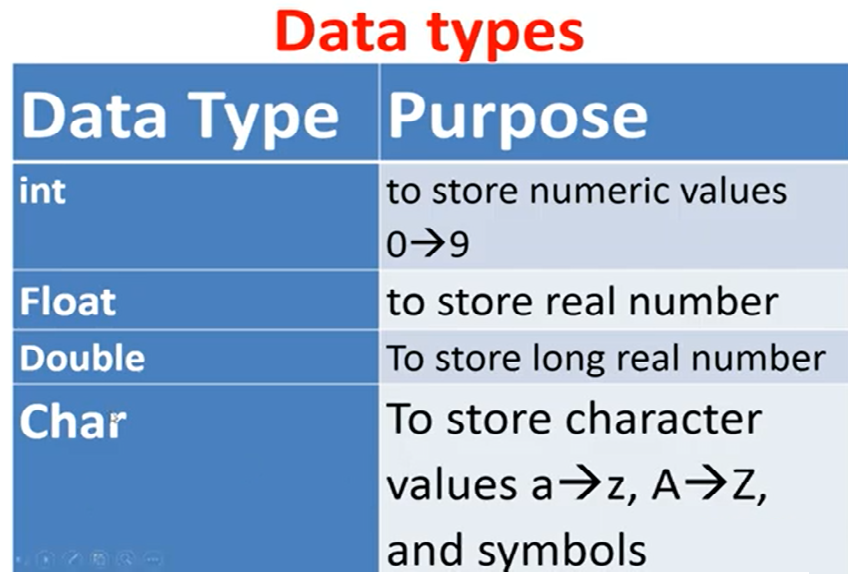 Data types
Data Type Purpose
int to store numeric values
0→9
Float to store real number
Double To store long real number
Char To store character
values a→z, A→Z,
and symbols